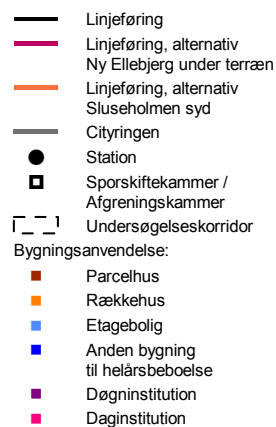 Linjeføring
Linjeføring, alternativ
Ny Ellebjerg under terræn
Linjeføring, alternativ
Sluseholmen syd
Cityringen
Station
Sporskiftekammer /
Afgreningskammer
Undersøgelseskorridor
Bygningsanvendelse:
Parcelhus
Rækkehus
Etagebolig
Anden bygning
til helårsbeboelse
Døgninstitution
Daginstitution